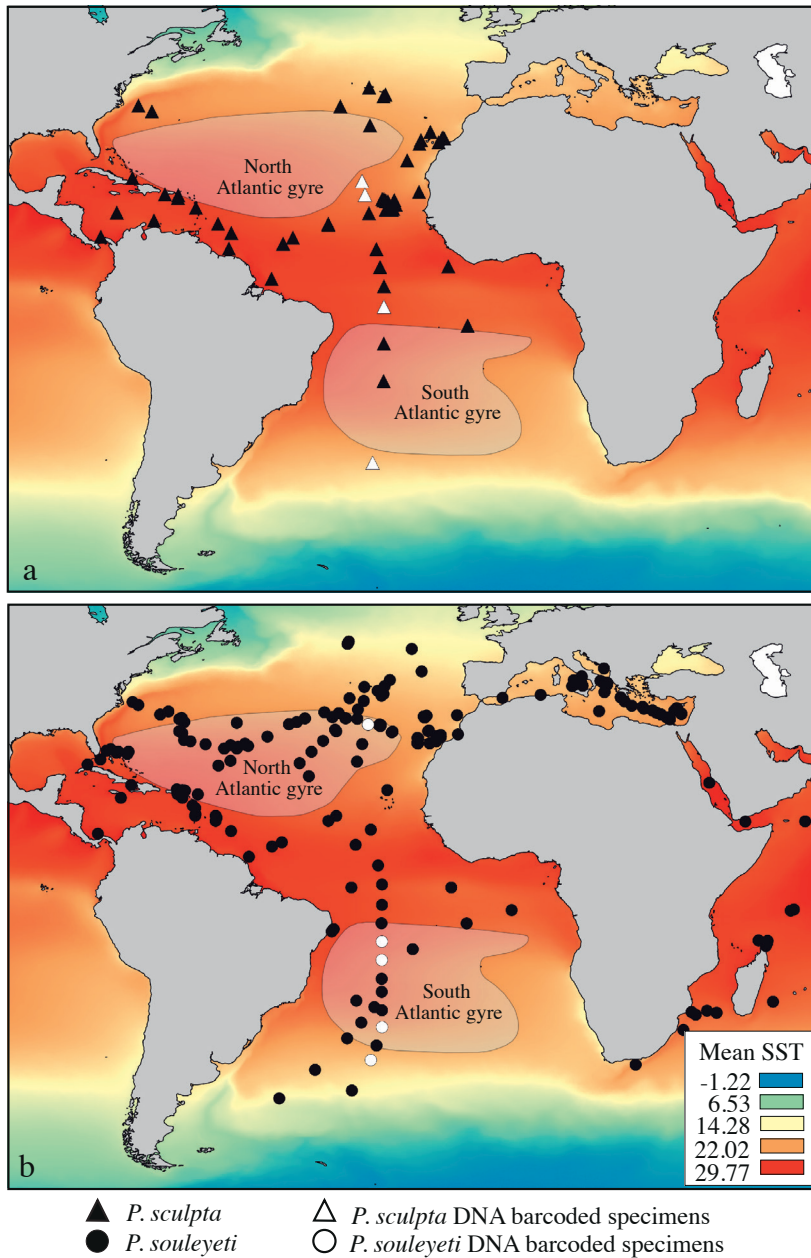 North
Atlantic gyre
South
Atlantic gyre
a
North
Atlantic gyre
South
Atlantic gyre
Mean SST
-1.22
6.53
14.28
22.02
29.77
b
P. sculpta
P. sculpta DNA barcoded specimens
P. souleyeti
P. souleyeti DNA barcoded specimens